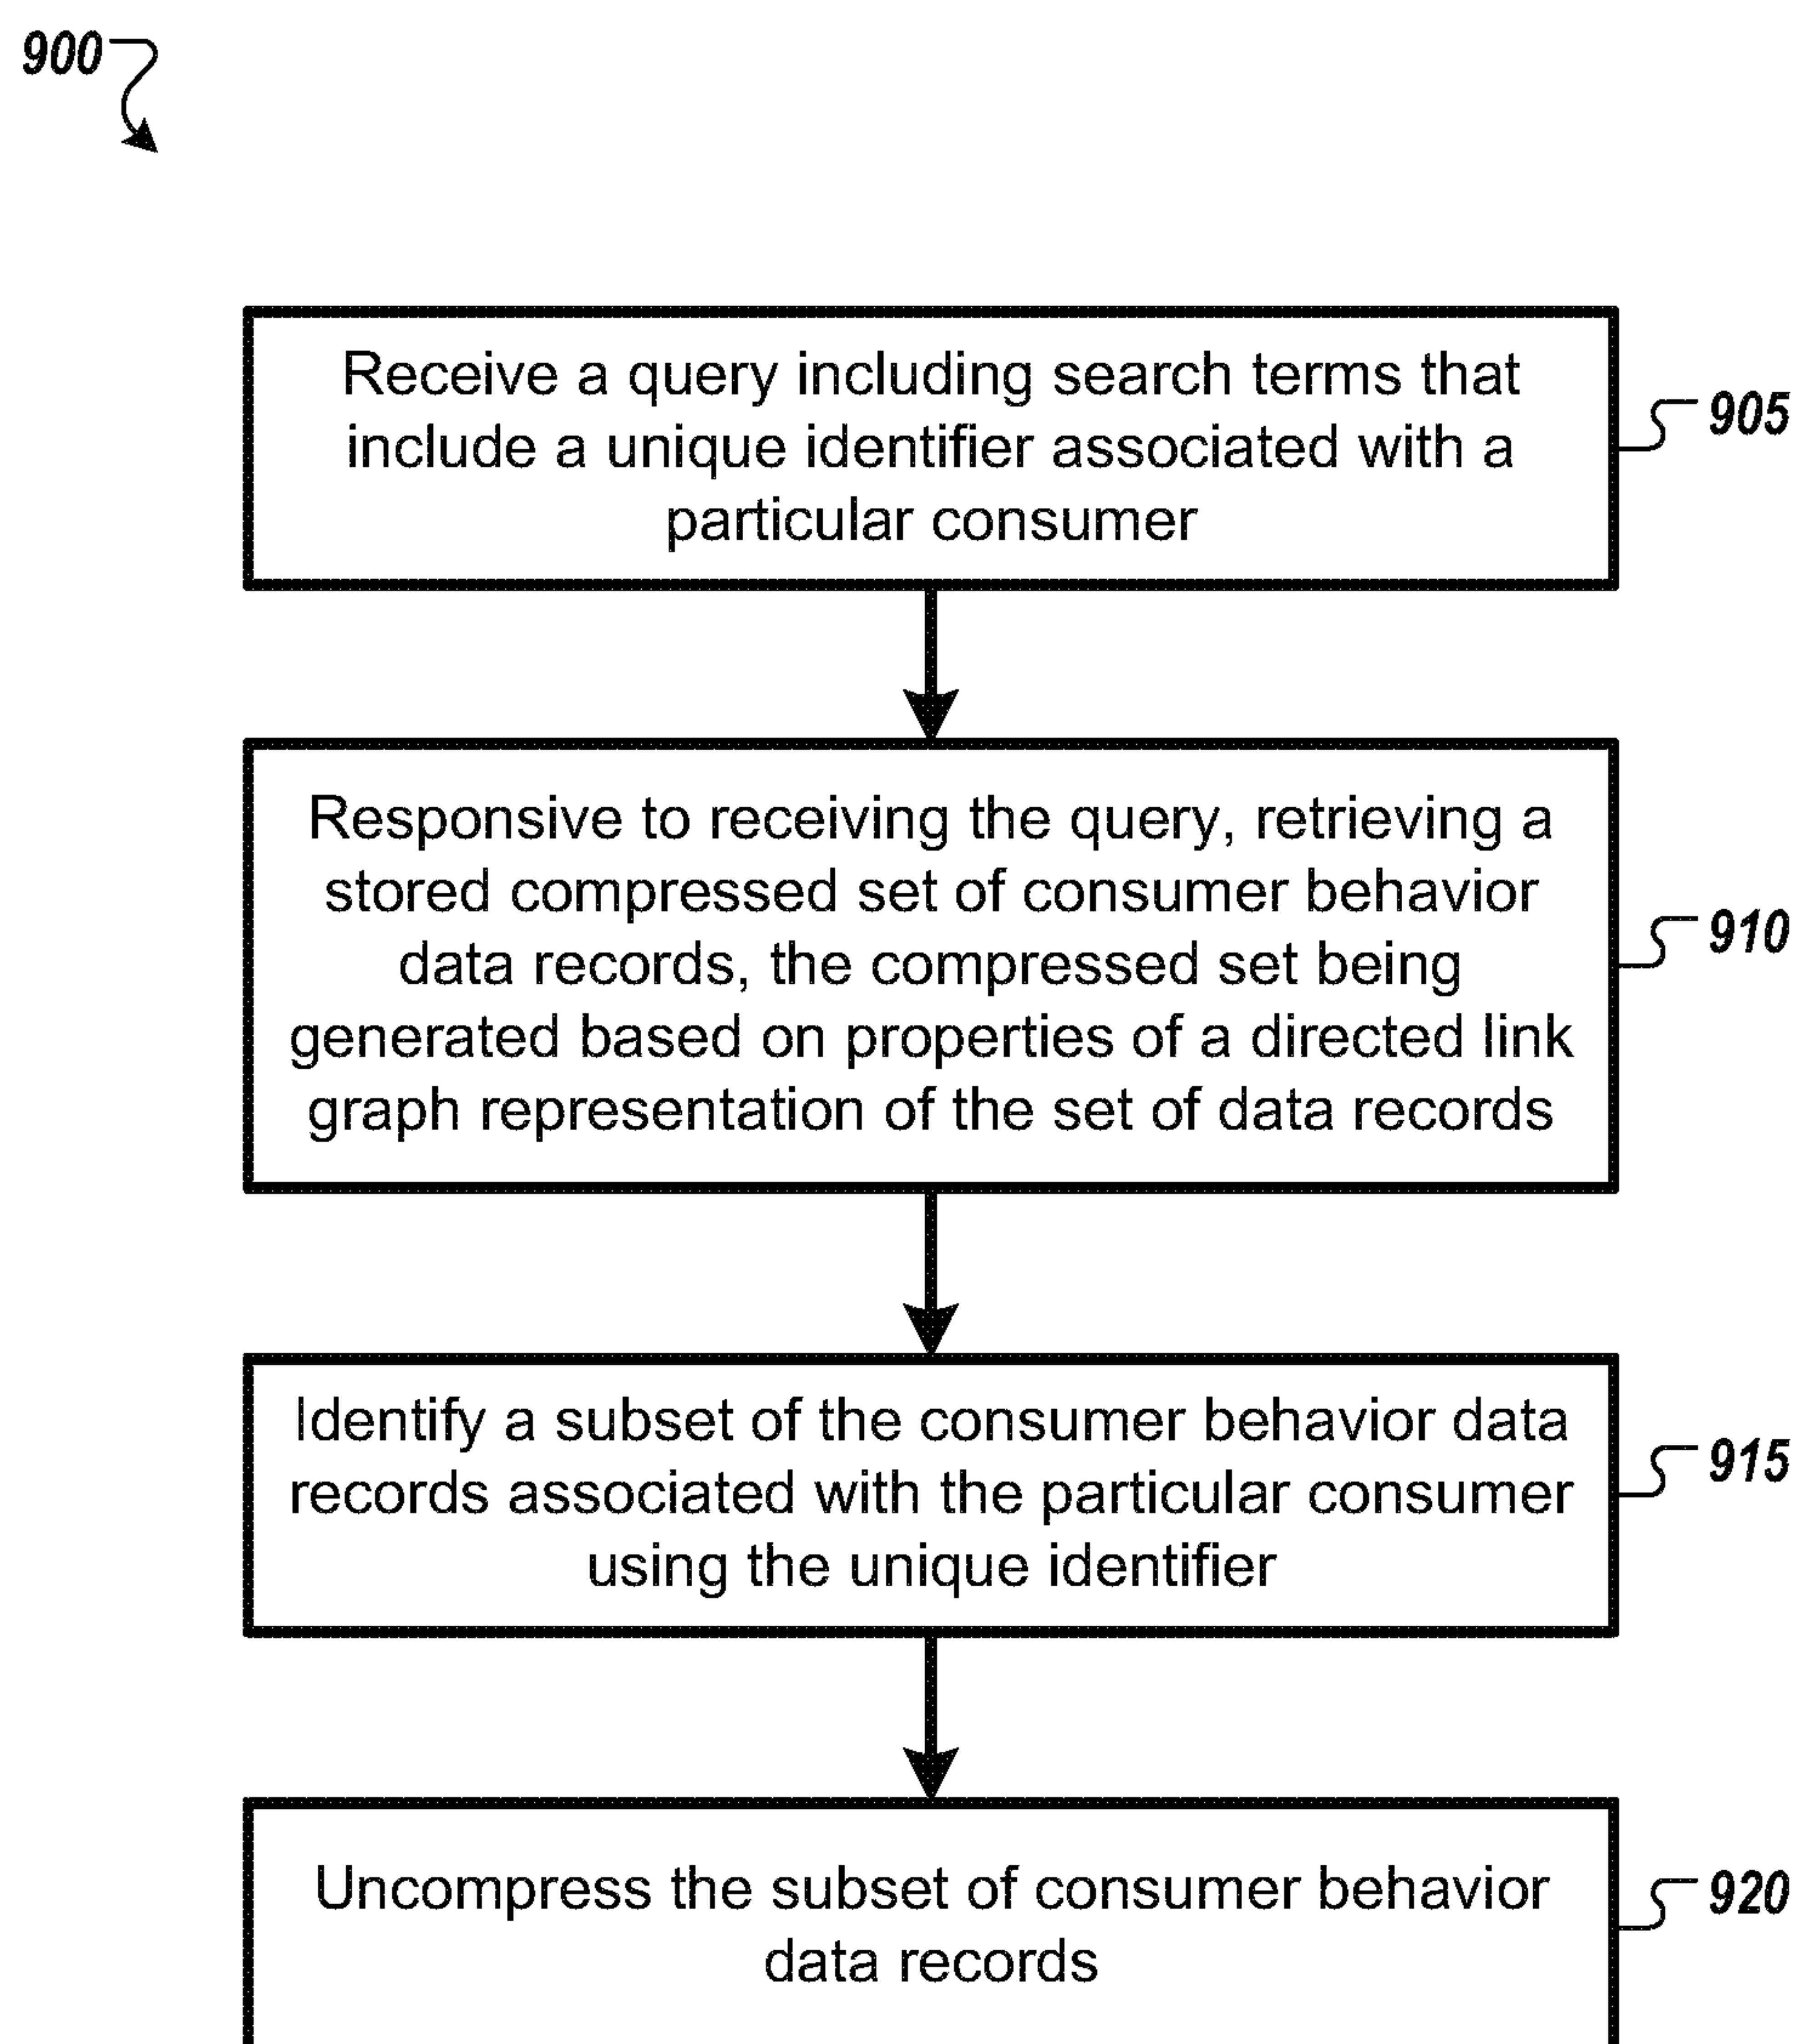 900
Receive a query including search terms that
include a unique identifier associated with a
particular consumer
905
Responsive to receiving the query, retrieving a
stored compressed set of consumer behavior
data records, the compressed set being
generated based on properties of a directed link
graph representation of the set of data records
910
Identify a subset of the consumer behavior data
records associated with the particular consumer
using the unique identifier
915
Uncompress the subset of consumer behavior
data records
920